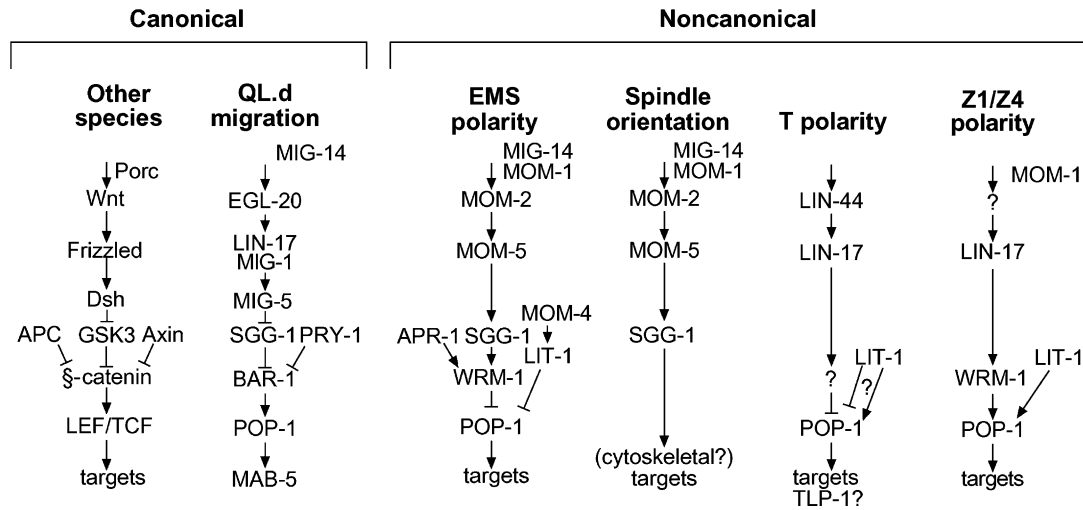 Canonical
Noncanonical
Other
species
Porc
Wnt
Frizzled
Dsh
APC GSK3 Axin
§-catenin
LEF/TCF
targets
QL.d
migration
MIG-14
EGL-20
LIN-17
MIG-1
MIG-5
SGG-1 PRY-1
BAR-1
POP-1
MAB-5
EMS
polarity
MIG-14
MOM-1
MOM-2
MOM-5
MOM-4
APR-1 SGG-1
LIT-1
WRM-1
POP-1
targets
Spindle
orientation
MIG-14
MOM-1
MOM-2
MOM-5
SGG-1
(cytoskeletal?)
targets
T polarity
LIN-44
LIN-17
LIT-1
?
?
POP-1
targets
TLP-1?
Z1/Z4
polarity
MOM-1
?
LIN-17
LIT-1
WRM-1
POP-1
targets